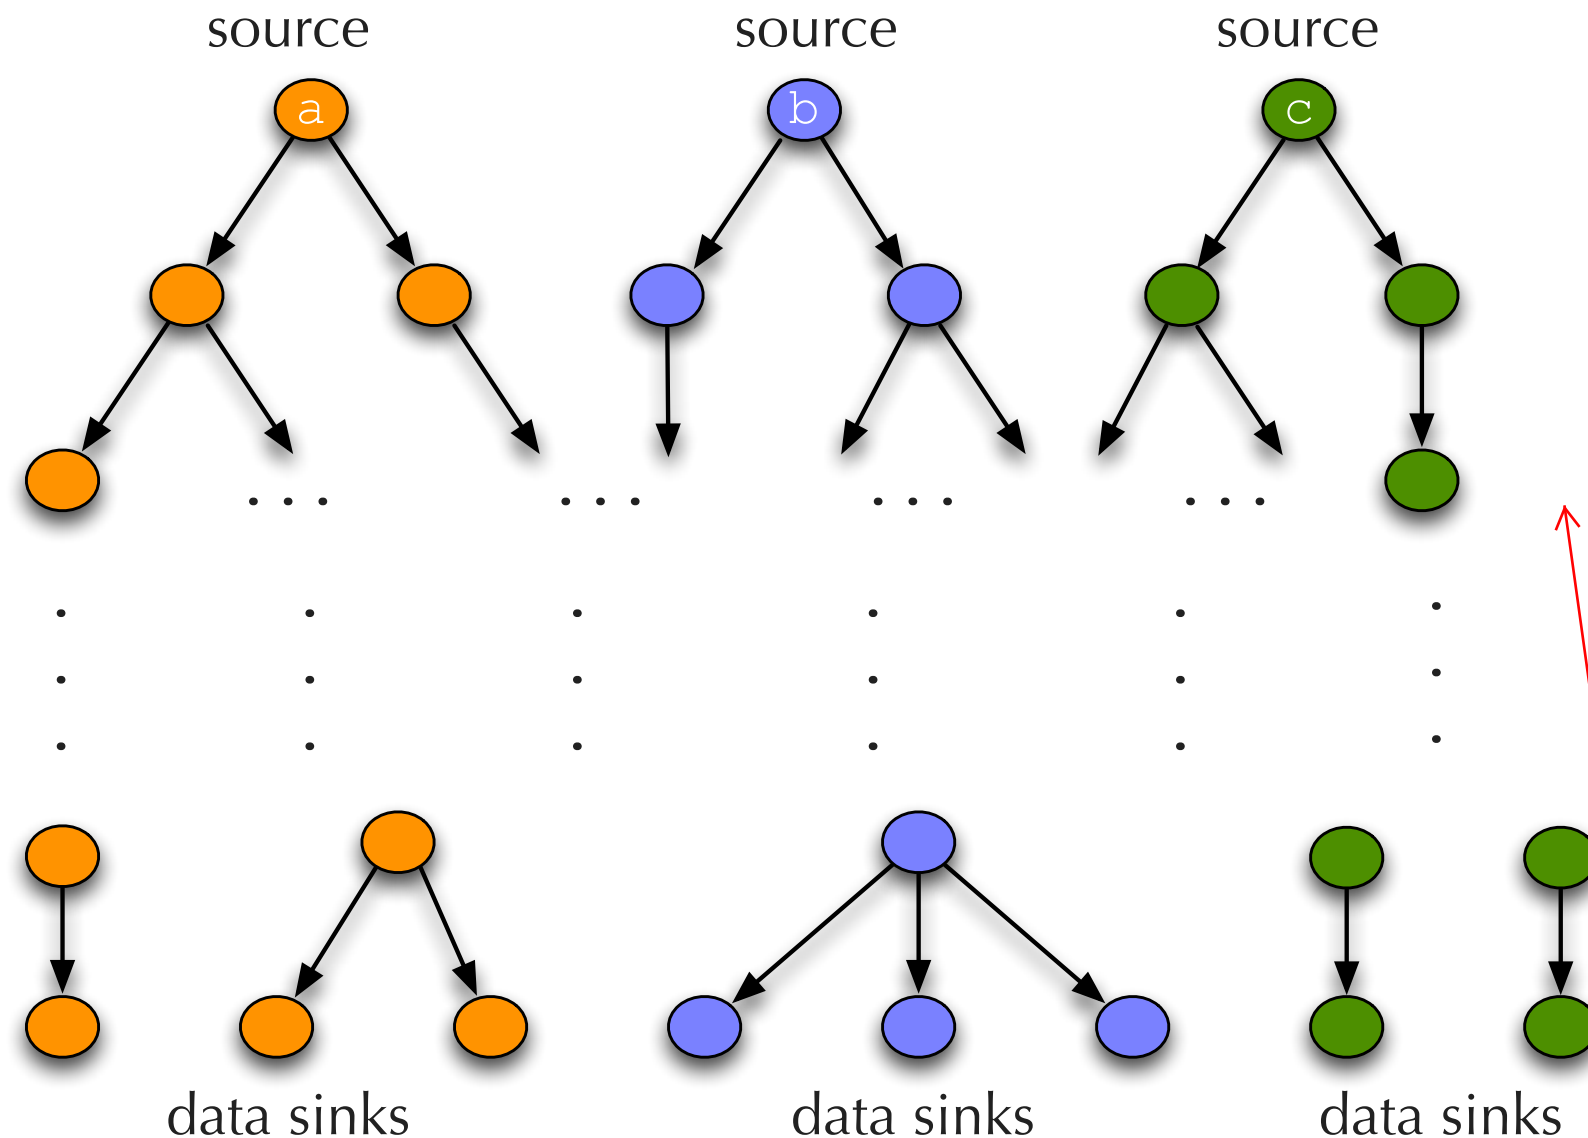 source source source
a b c
. . . . . . . . . . . .
data sinks data sinks data sinks